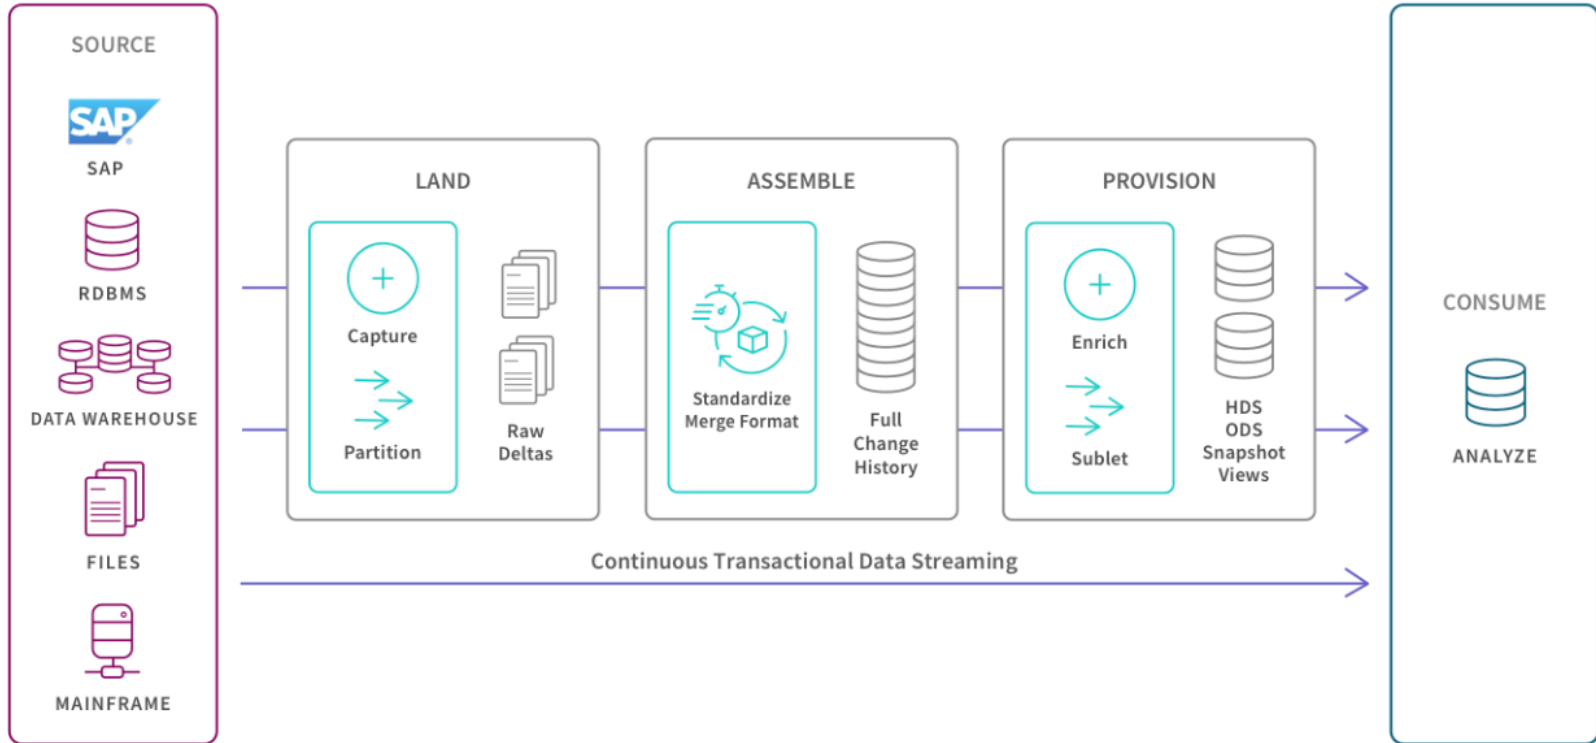 SOURCE
SAP
SAP
RDBMS
DATA WAREHOUSE
FILES
MAINFRAME
LAND
Capture
Partition
Raw
Deltas
ASSEMBLE
Standardize
Merge Format
Full
Change
History
PROVISION
Enrich
Sublet
HDS
ODS
Snapshot
Views
Continuous Transactional Data Streaming
CONSUME
ANALYZE